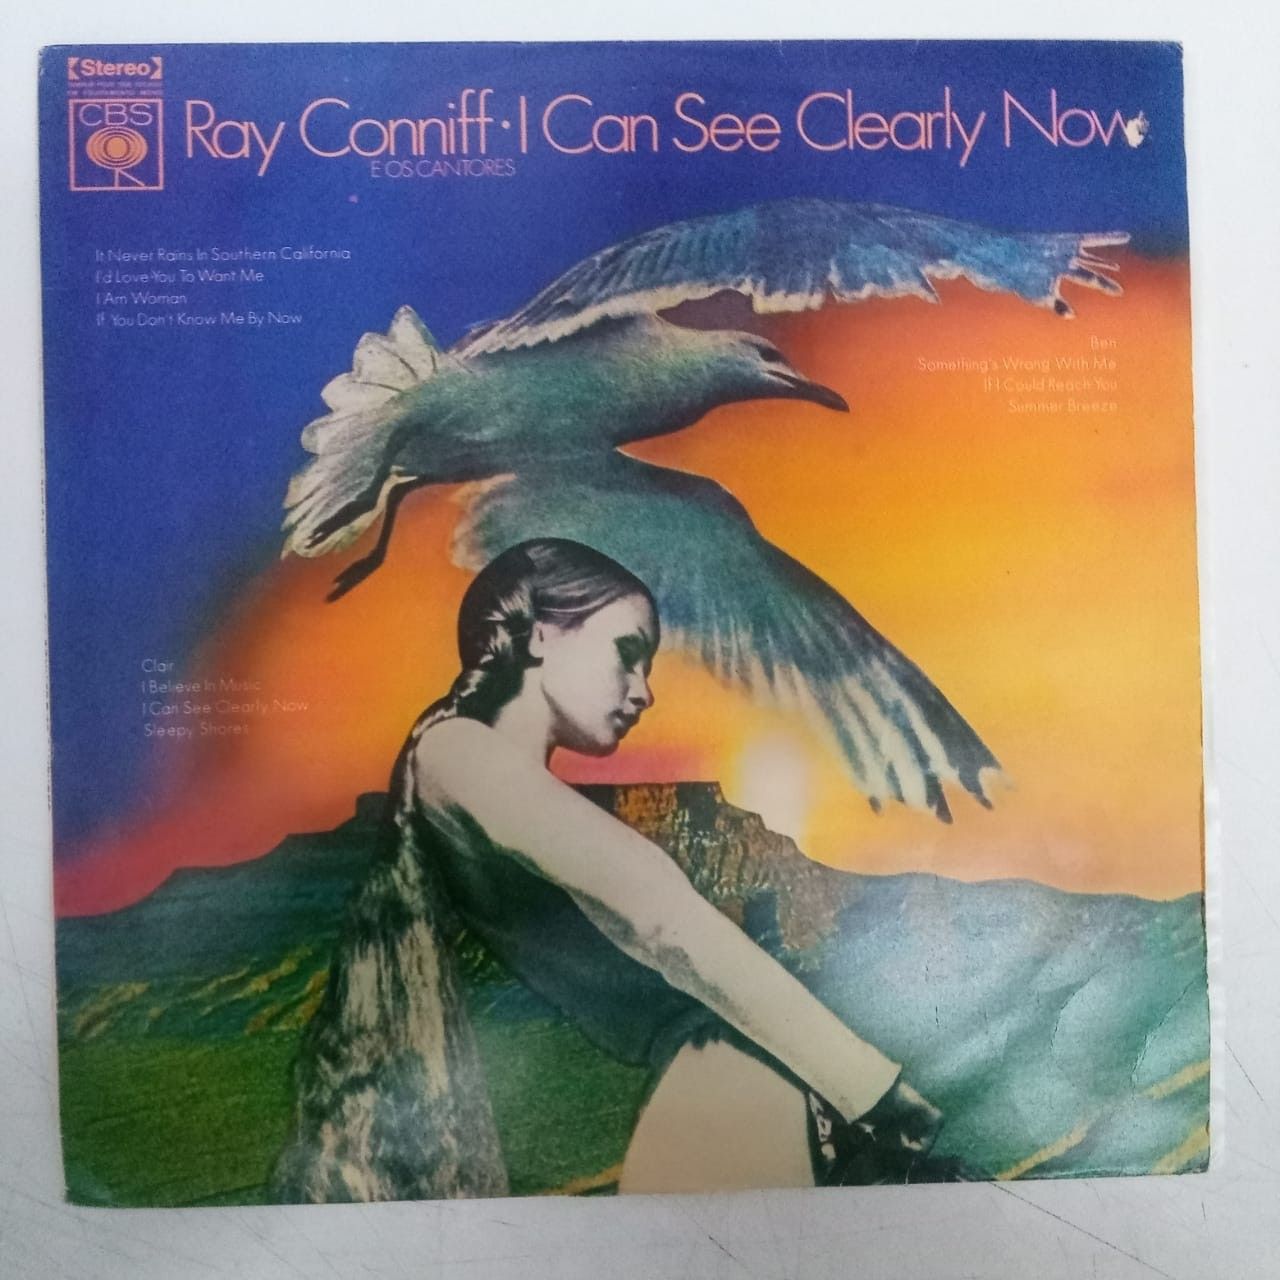 Stereo
CBS
Ray Conniff · I Can See Clearly Now
E OS CANTORES
It Never Rains In Southern California
I'd Love You To Want Me
I Am Woman
If You Don't Know Me By Now
Ben
Something's Wrong With Me
If I Could Reach You
Summer Breeze
Clair
I Believe In Music
I Can See Clearly Now
Sleepy Shores